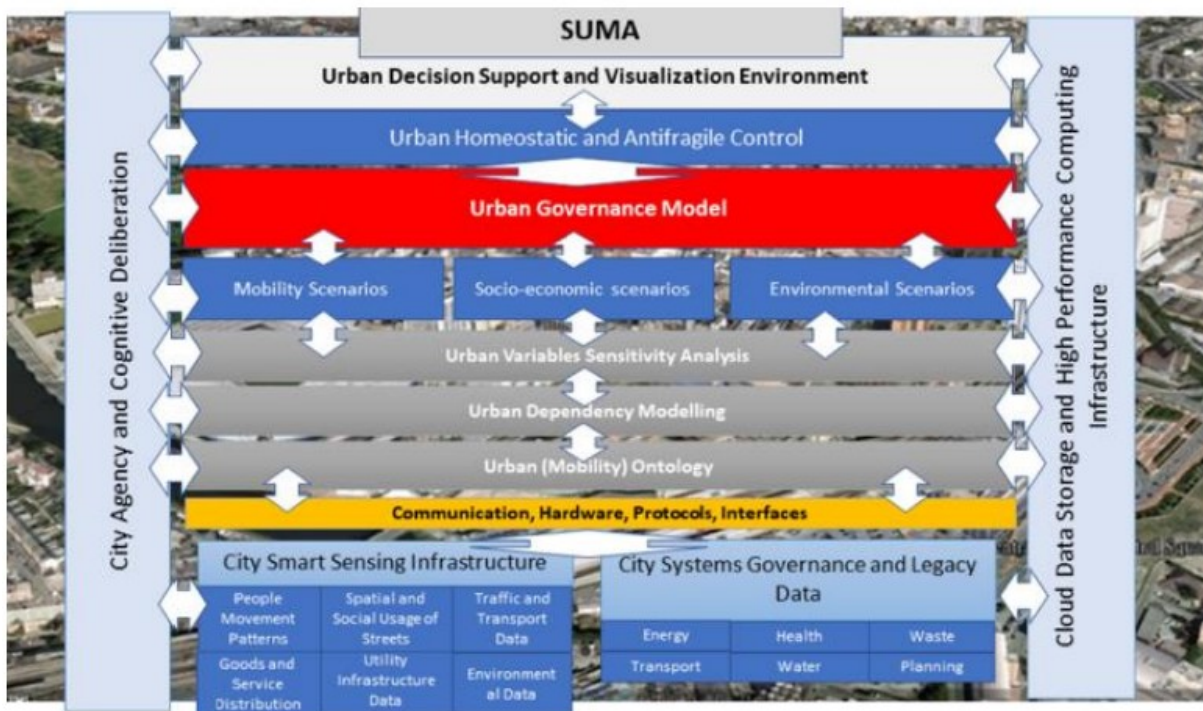 SUMA
Urban Decision Support and Visualization Environment
Urban Homeostatic and Antifragile Control
Urban Governance Model
Mobility Scenarios
Socio-economic scenarios
Environmental Scenarios
Urban Variables Sensitivity Analysis
Urban Dependency Modelling
Urban (Mobility) Ontology
Communication, Hardware, Protocols, Interfaces
City Agency and Cognitive Deliberation
Cloud Data Storage and High Performance Computing
Infrastructure
City Smart Sensing Infrastructure
People
Movement
Patterns
Spatial and
Social Usage of
Streets
Traffic and
Transport
Data
Goods and
Service
Distribution
Utility
Infrastructure
Data
Environment
al Data
City Systems Governance and Legacy
Data
Energy
Health
Waste
Transport
Water
Planning